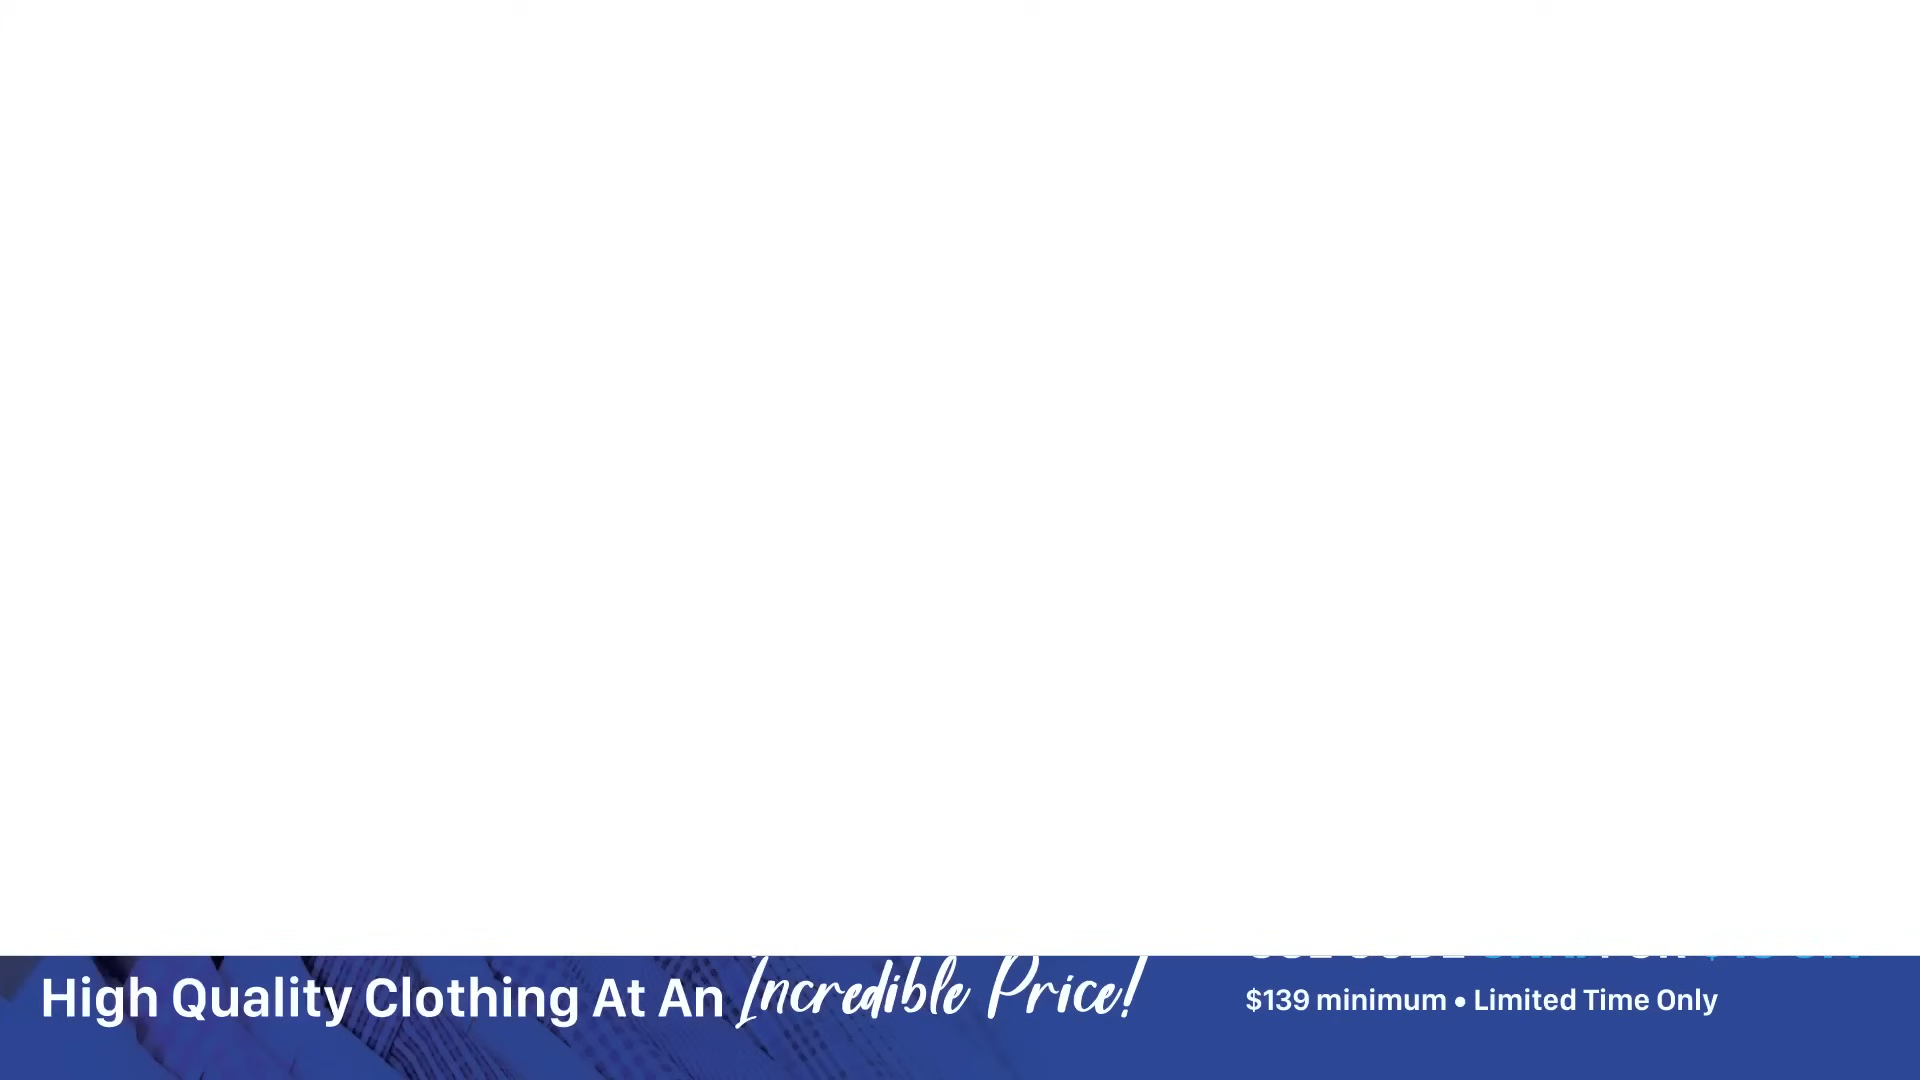 High Quality Clothing At An Incredible Price!
$139 minimum • Limited Time Only